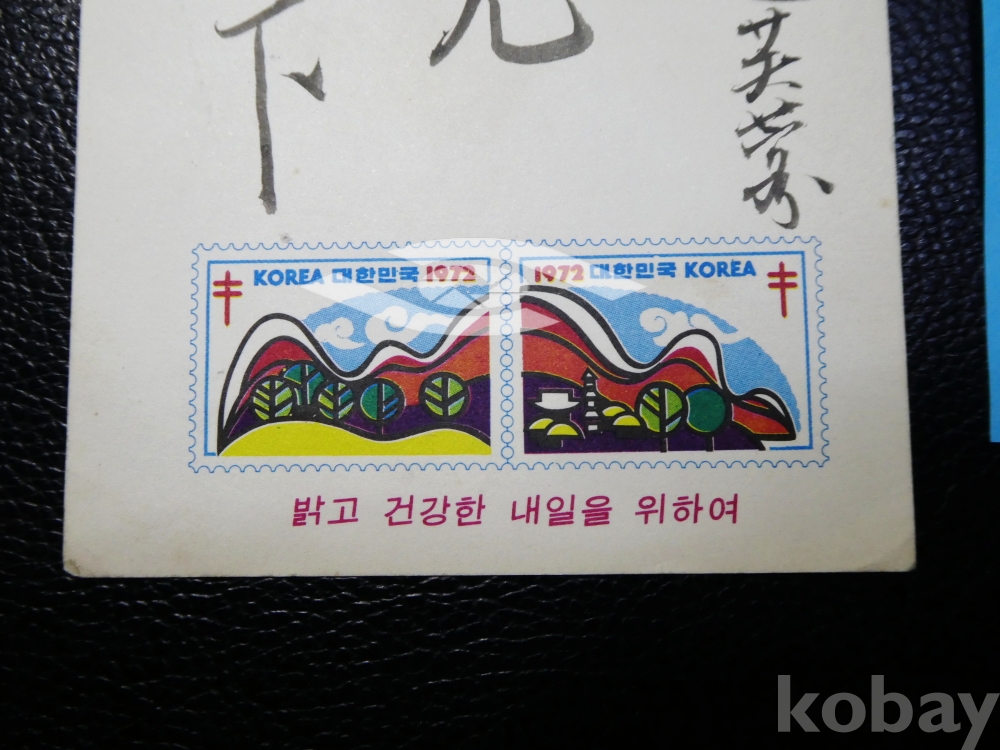 下
KOREA 대한민국 1972
1972 대한민국 KOREA
밝고 건강한 내일을 위하여
kobay